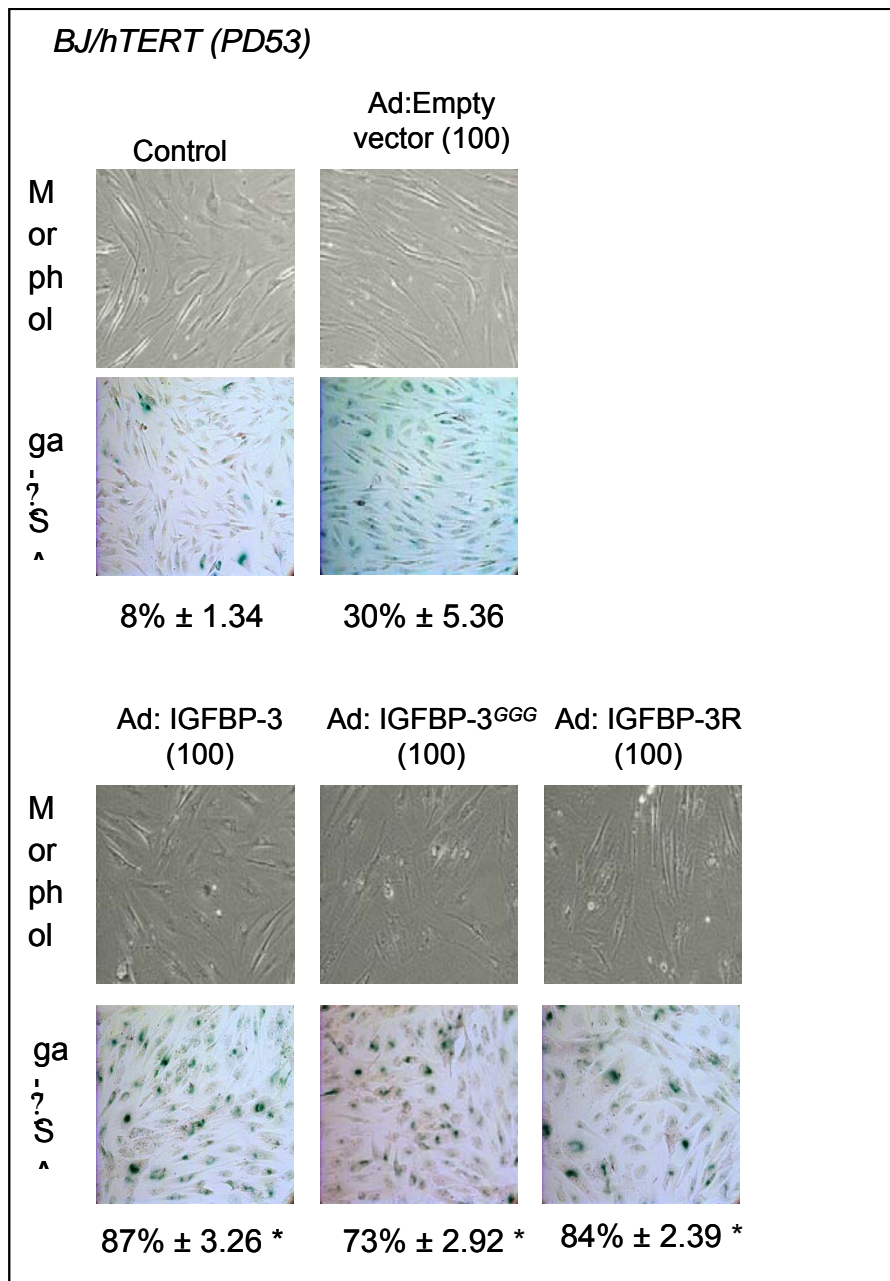 BJ/hTERT (PD53)
Control
Ad:Empty
vector (100)
M
or
ph
ol
ga
-
?
S
8% ± 1.34
30% ± 5.36
Ad: IGFBP-3
(100)
Ad: IGFBP-3GGG
(100)
Ad: IGFBP-3R
(100)
M
or
ph
ol
ga
-
?
S
87% ± 3.26 *
73% ± 2.92 *
84% ± 2.39 *